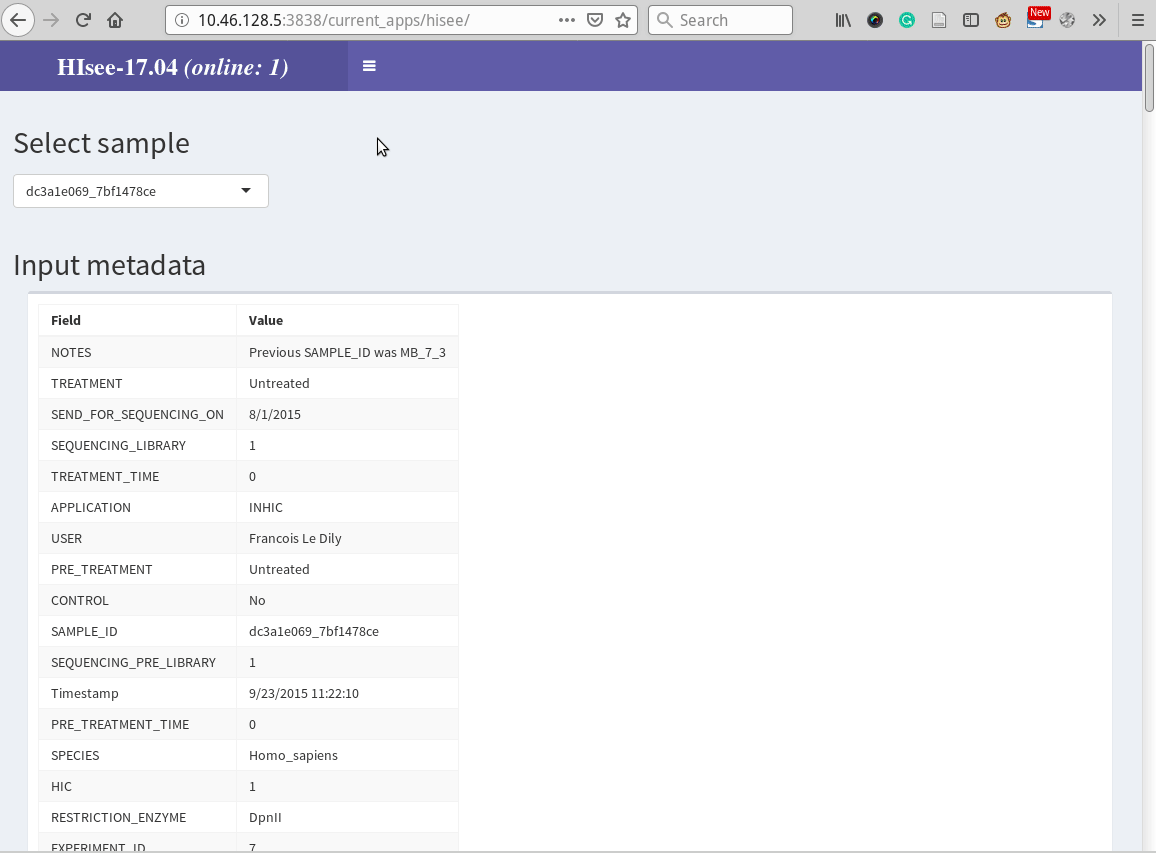 10.46.128.5:3838/current_apps/hisee/
Search
New
HIsee-17.04 (online: 1)
Select sample
dc3a1e069_7bf1478ce
Input metadata
Field Value
NOTES Previous SAMPLE_ID was MB_7_3
TREATMENT Untreated
SEND_FOR_SEQUENCING_ON 8/1/2015
SEQUENCING_LIBRARY 1
TREATMENT_TIME 0
APPLICATION INHIC
USER Francois Le Dily
PRE_TREATMENT Untreated
CONTROL No
SAMPLE_ID dc3a1e069_7bf1478ce
SEQUENCING_PRE_LIBRARY 1
Timestamp 9/23/2015 11:22:10
PRE_TREATMENT_TIME 0
SPECIES Homo_sapiens
HIC 1
RESTRICTION_ENZYME DpnII
EXPERIMENT_ID 7